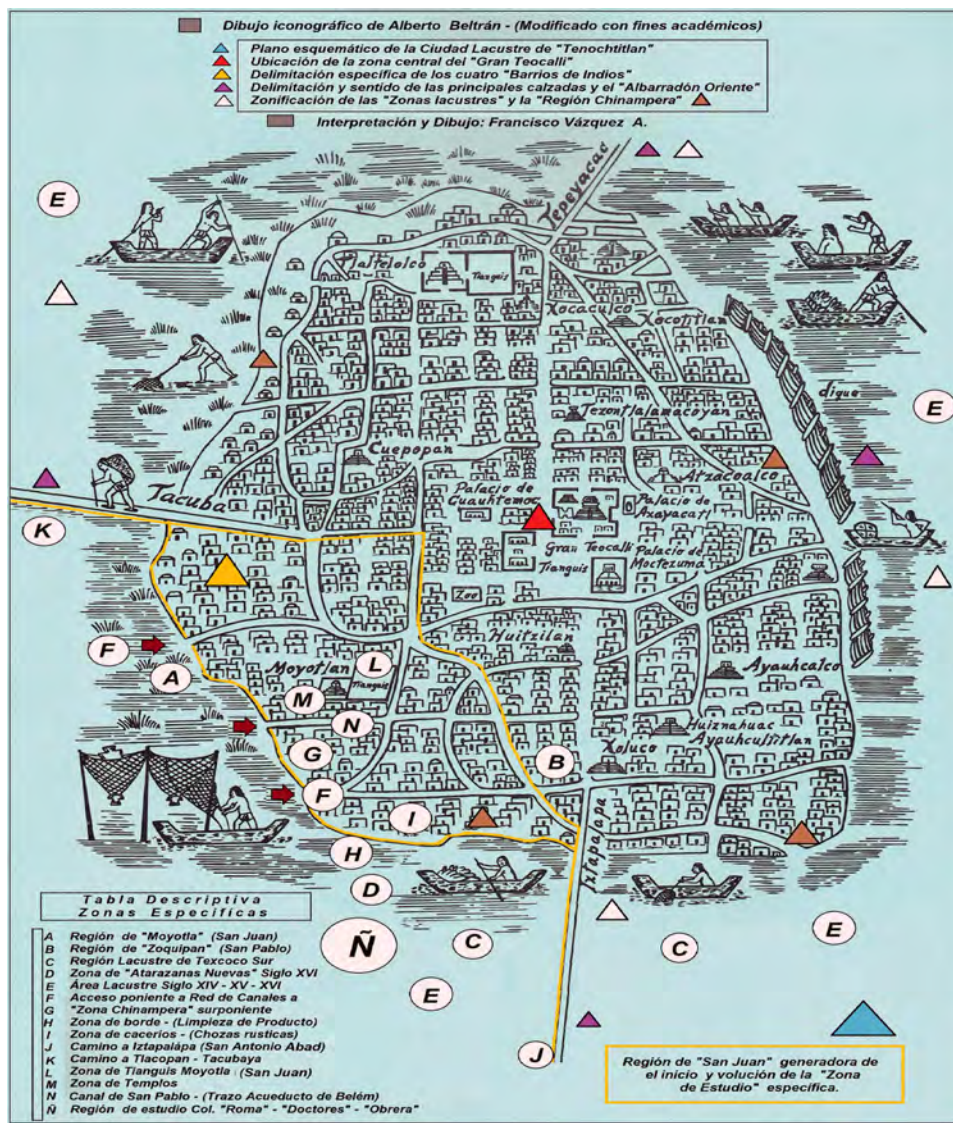 Dibujo iconográfico de Alberto Beltrán - (Modificado con fines académicos)
Plano esquemático de la Ciudad Lacustre de "Tenochtitlan"
Ubicación de la zona central del "Gran Teocalli"
Delimitación específica de los cuatro "Barrios de Indios"
Delimitación y sentido de las principales calzadas y el "Albarradón Oriente"
Zonificación de las "Zonas lacustres" y la "Región Chinampera"
Interpretación y Dibujo: Francisco Vázquez A.
Tepeyacac
E
Tlaltelolco
Tianguis
Xocaculco
Xocotitlan
dique
E
Tezontlalamacoyan
Cuepopan
Atzacoalco
Tacuba
K
Palacio de
Cuauhtemoc
Palacio de
Axayacatl
Gran Teocalli
Tianguis
Palacio de
Moctezuma
Zoo
Huitzilan
F
A
Moyotlan
L
Tianguis
M
N
Ayauhcalco
Huiznahuac
Ayauhcultitlan
G
B
Xoluco
F
I
H
Ixtapalapa
D
Ñ
C
C
E
E
J
Tabla Descriptiva
Zonas Específicas
A Región de "Moyotla" (San Juan)
B Región de "Zoquipan" (San Pablo)
C Región Lacustre de Texcoco Sur
D Zona de "Atarazanas Nuevas" Siglo XVI
E Área Lacustre Siglo XIV - XV - XVI
F Acceso poniente a Red de Canales a
G "Zona Chinampera" surponiente
H Zona de borde - (Limpieza de Producto)
I Zona de cacerios - (Chozas rusticas)
J Camino a Iztapalápa (San Antonio Abad)
K Camino a Tlacopan - Tacubaya
L Zona de Tianguis Moyotla (San Juan)
M Zona de Templos
N Canal de San Pablo - (Trazo Acueducto de Belém)
Ñ Región de estudio Col. "Roma" - "Doctores" - "Obrera"
Región de "San Juan" generadora de
el inicio y volución de la "Zona
de Estudio" específica.